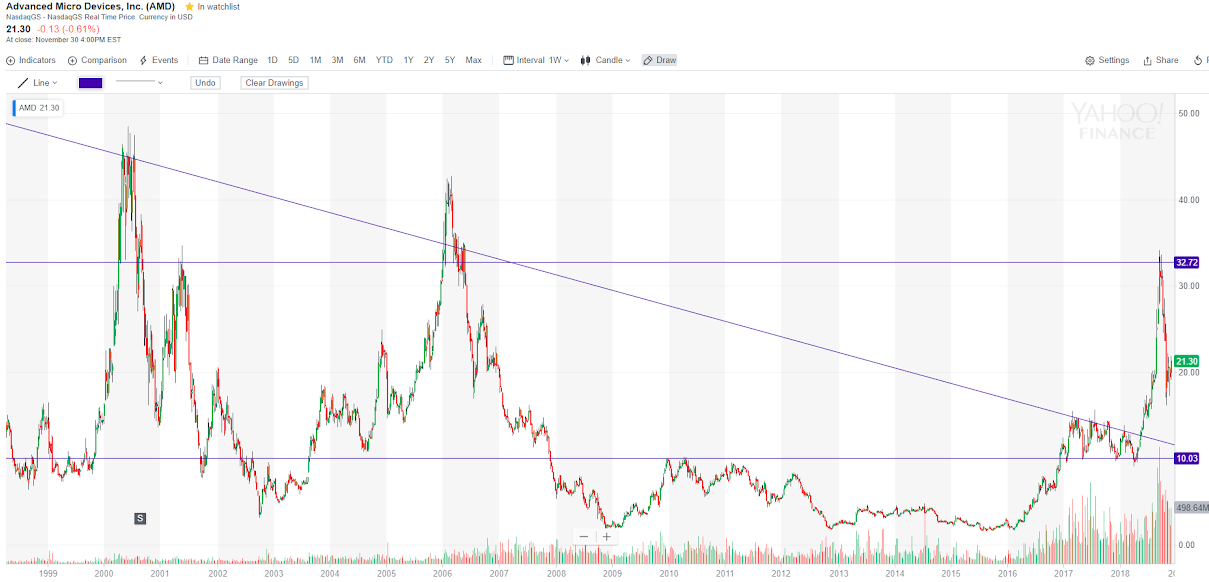 Advanced Micro Devices, Inc. (AMD) In watchlist
NasdaqGS - NasdaqGS Real Time Price. Currency in USD
21.30 -0.13 (-0.61%)
At close: November 30 4:00PM EST
Indicators Comparison Events Date Range 1D 5D 1M 3M 6M YTD 1Y 2Y 5Y Max Interval 1W Candle Draw Settings Share
Line Undo Clear Drawings
AMD 21.30
YAHOO!
FINANCE
50.00
40.00
32.72
30.00
21.30
20.00
10.03
498.64M
S
0.00
1999 2000 2001 2002 2003 2004 2005 2006 2007 2008 2009 2010 2011 2012 2013 2014 2015 2016 2017 2018